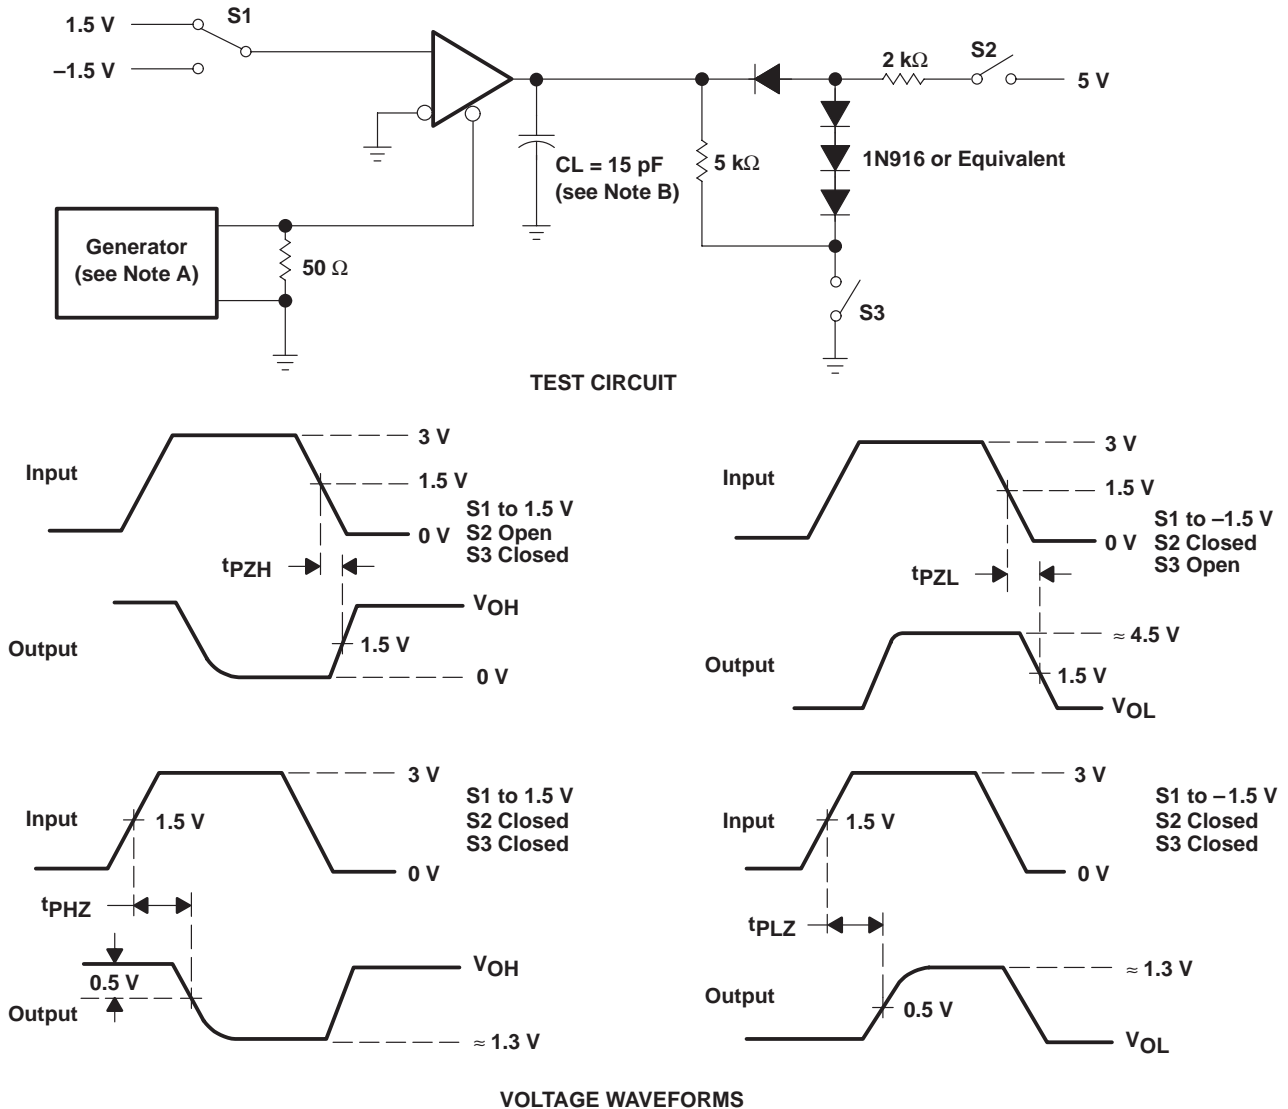 1.5 V
S1
–1.5 V
2 kΩ
S2
5 V
CL = 15 pF
(see Note B)
5 kΩ
1N916 or Equivalent
Generator
(see Note A)
50 Ω
S3
TEST CIRCUIT
Input
3 V
1.5 V
0 V
S1 to 1.5 V
S2 Open
S3 Closed
tPZH
Output
VOH
1.5 V
0 V
Input
3 V
1.5 V
0 V
S1 to –1.5 V
S2 Closed
S3 Open
tPZL
Output
≈ 4.5 V
1.5 V
VOL
Input
3 V
1.5 V
0 V
S1 to 1.5 V
S2 Closed
S3 Closed
tPHZ
0.5 V
Output
VOH
≈ 1.3 V
Input
3 V
1.5 V
0 V
S1 to –1.5 V
S2 Closed
S3 Closed
tPLZ
Output
≈ 1.3 V
0.5 V
VOL
VOLTAGE WAVEFORMS